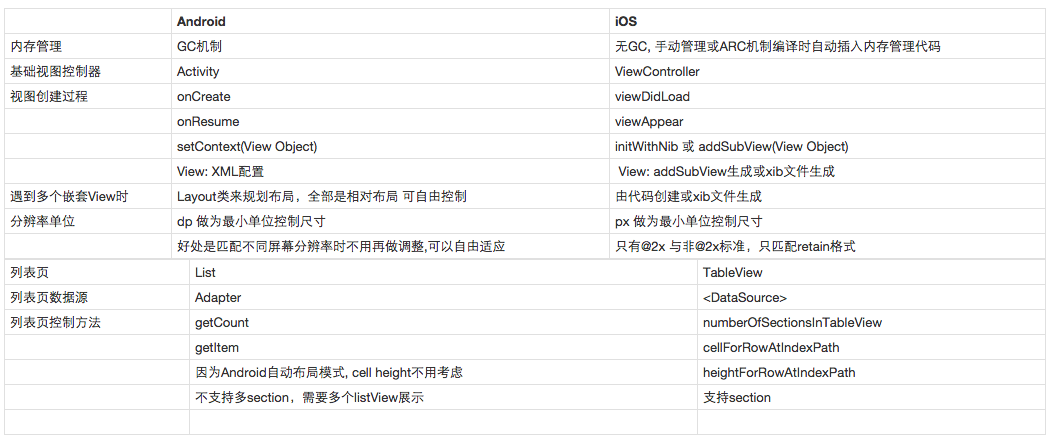 Android iOS
内存管理 GC机制 无GC, 手动管理或ARC机制编译时自动插入内存管理代码
基础视图控制器 Activity ViewController
视图创建过程 onCreate viewDidLoad
onResume viewAppear
setContext(View Object) initWithNib 或 addSubView(View Object)
View: XML配置 View: addSubView生成或xib文件生成
遇到多个嵌套View时 Layout类来规划布局，全部是相对布局 可自由控制 由代码创建或xib文件生成
分辨率单位 dp 做为最小单位控制尺寸 px 做为最小单位控制尺寸
好处是匹配不同屏幕分辨率时不用再做调整,可以自由适应 只有@2x 与非@2x标准，只匹配retain格式
列表页 List TableView
列表页数据源 Adapter <DataSource>
列表页控制方法 getCount numberOfSectionsInTableView
getItem cellForRowAtIndexPath
因为Android自动布局模式, cell height不用考虑 heightForRowAtIndexPath
不支持多section，需要多个listView展示 支持section